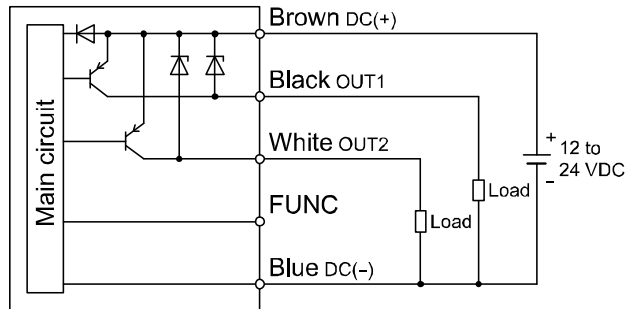 Main circuit
Brown DC(+)
Black OUT1
White OUT2
FUNC
Blue DC(−)
Load
Load
+
12 to
24 VDC
−